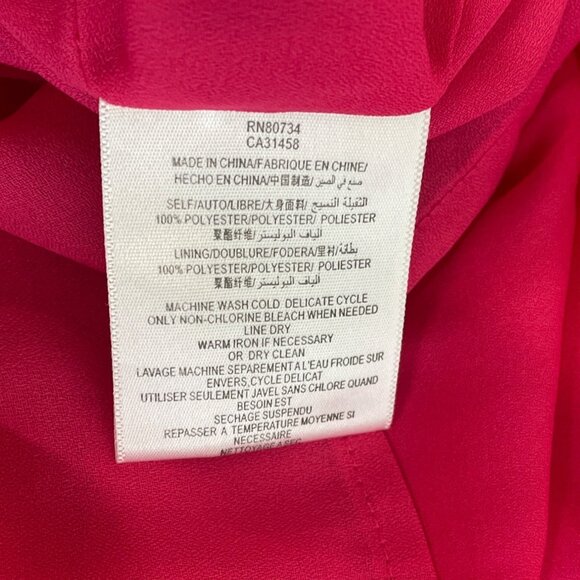 RN80734
CA31458
MADE IN CHINA/FABRIQUE EN CHINE/
HECHO EN CHINA/中国制造/ صنع في الصين
SELF/AUTO/LIBRE/大身面料/ الثقيلة النسيج
100% POLYESTER/POLYESTER/ POLIESTER
聚酯纤维/ الياف البوليستر
LINING/DOUBLURE/FODERA/里衬/ بطانة
100% POLYESTER/POLYESTER/ POLIESTER
聚酯纤维/ الياف البوليستر
MACHINE WASH COLD DELICATE CYCLE
ONLY NON-CHLORINE BLEACH WHEN NEEDED
LINE DRY
WARM IRON IF NECESSARY
OR DRY CLEAN
LAVAGE MACHINE SEPAREMENT A L'EAU FROIDE SUR
ENVERS,CYCLE DELICAT
UTILISER SEULEMENT JAVEL SANS CHLORE QUAND
BESOIN EST
SECHAGE SUSPENDU
REPASSER A TEMPERATURE MOYENNE SI
NECESSAIRE
NETTOYAGE A SEC